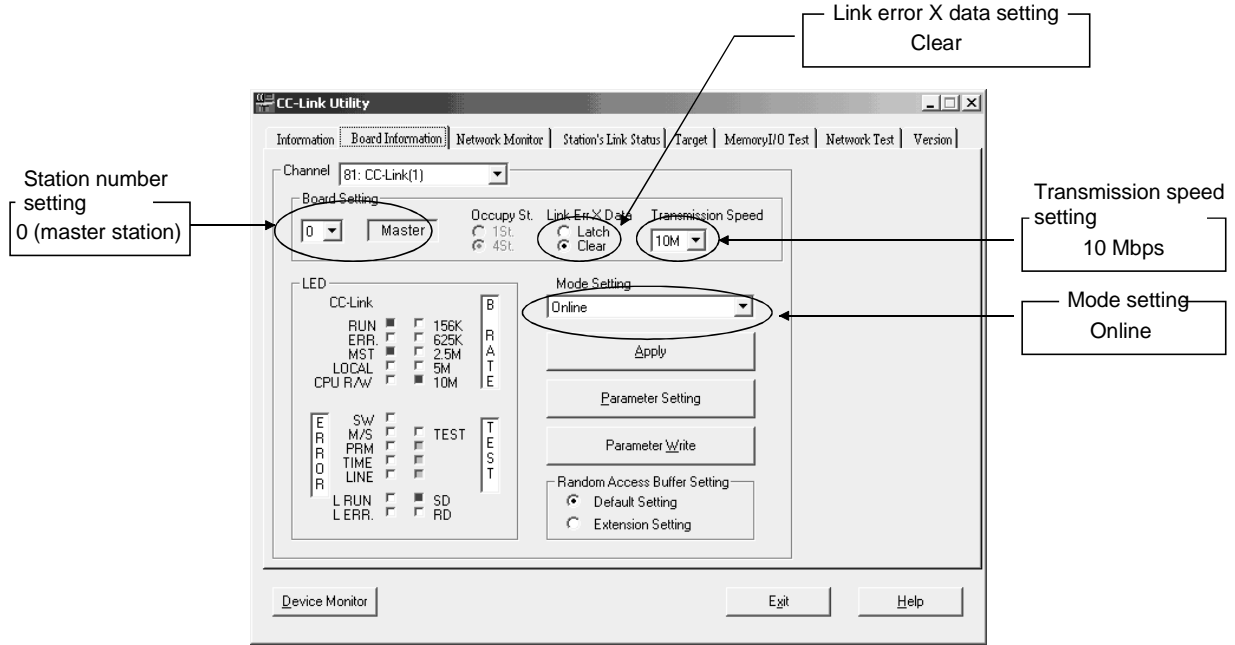 Link error X data setting
Clear
CC-Link Utility
Information Board Information Network Monitor Station's Link Status Target MemoryI/O Test Network Test Version
Channel 81: CC-Link(1)
Station number
setting
0 (master station)
Board Setting
0 Master
Occupy St.
1St.
4St.
Link Err X Data
Latch
Clear
Transmission Speed
10M
Transmission speed
setting
10 Mbps
LED
CC-Link
RUN 156K
ERR. 625K
MST 2.5M
LOCAL 5M
CPU R/W 10M
B RATE
ERROR
SW
M/S TEST
PRM
TIME
LINE
TEST
L RUN SD
L ERR. RD
Mode Setting
Online
Mode setting
Online
Apply
Parameter Setting
Parameter Write
Random Access Buffer Setting
Default Setting
Extension Setting
Device Monitor Exit Help